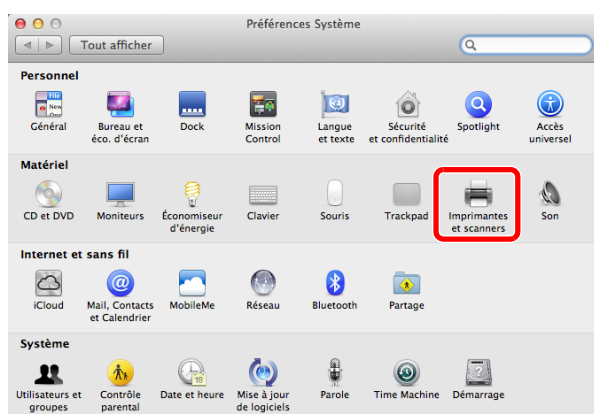 Préférences Système
Tout afficher
Personnel
Général
Bureau et
éco. d'écran
Dock
Mission
Control
Langue
et texte
Sécurité
et confidentialité
Spotlight
Accès
universel
Matériel
CD et DVD
Moniteurs
Économiseur
d'énergie
Clavier
Souris
Trackpad
Imprimantes
et scanners
Son
Internet et sans fil
iCloud
Mail, Contacts
et Calendrier
MobileMe
Réseau
Bluetooth
Partage
Système
Utilisateurs et
groupes
Contrôle
parental
Date et heure
Mise à jour
de logiciels
Parole
Time Machine
Démarrage